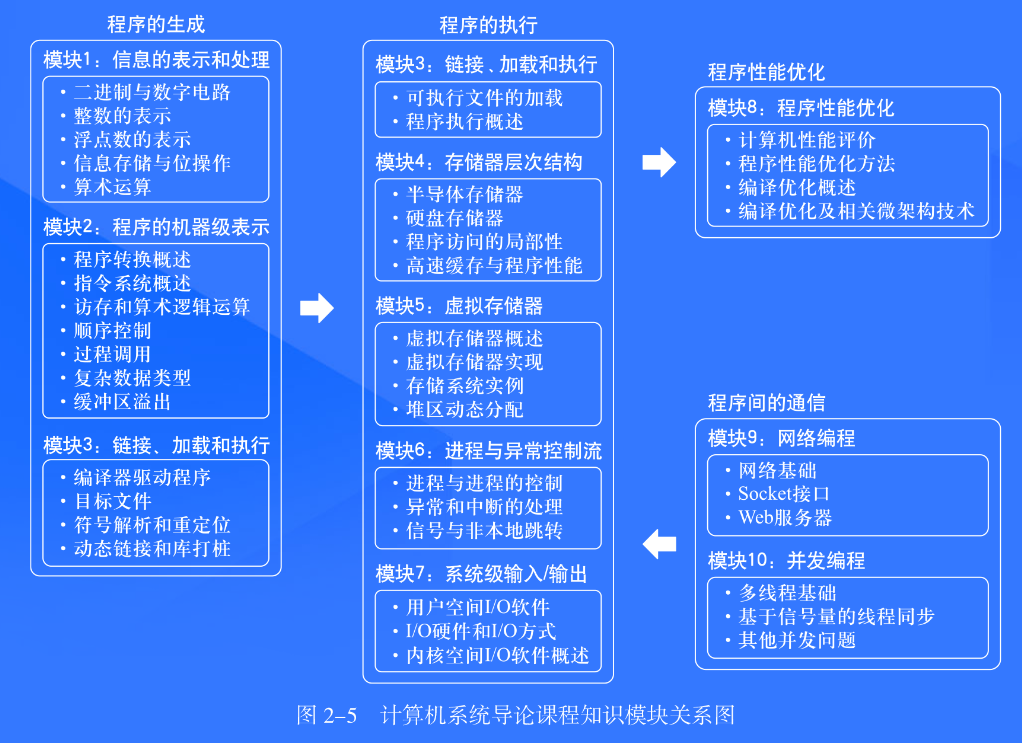 程序的生成
模块1：信息的表示和处理
・二进制与数字电路
・整数的表示
・浮点数的表示
・信息存储与位操作
・算术运算
模块2：程序的机器级表示
・程序转换概述
・指令系统概述
・访存和算术逻辑运算
・顺序控制
・过程调用
・复杂数据类型
・缓冲区溢出
模块3：链接、加载和执行
・编译器驱动程序
・目标文件
・符号解析和重定位
・动态链接和库打桩
程序的执行
模块3：链接、加载和执行
・可执行文件的加载
・程序执行概述
模块4：存储器层次结构
・半导体存储器
・硬盘存储器
・程序访问的局部性
・高速缓存与程序性能
模块5：虚拟存储器
・虚拟存储器概述
・虚拟存储器实现
・存储系统实例
・堆区动态分配
模块6：进程与异常控制流
・进程与进程的控制
・异常和中断的处理
・信号与非本地跳转
模块7：系统级输入/输出
・用户空间I/O软件
・I/O硬件和I/O方式
・内核空间I/O软件概述
程序性能优化
模块8：程序性能优化
・计算机性能评价
・程序性能优化方法
・编译优化概述
・编译优化及相关微架构技术
程序间的通信
模块9：网络编程
・网络基础
・Socket接口
・Web服务器
模块10：并发编程
・多线程基础
・基于信号量的线程同步
・其他并发问题
图 2–5 计算机系统导论课程知识模块关系图